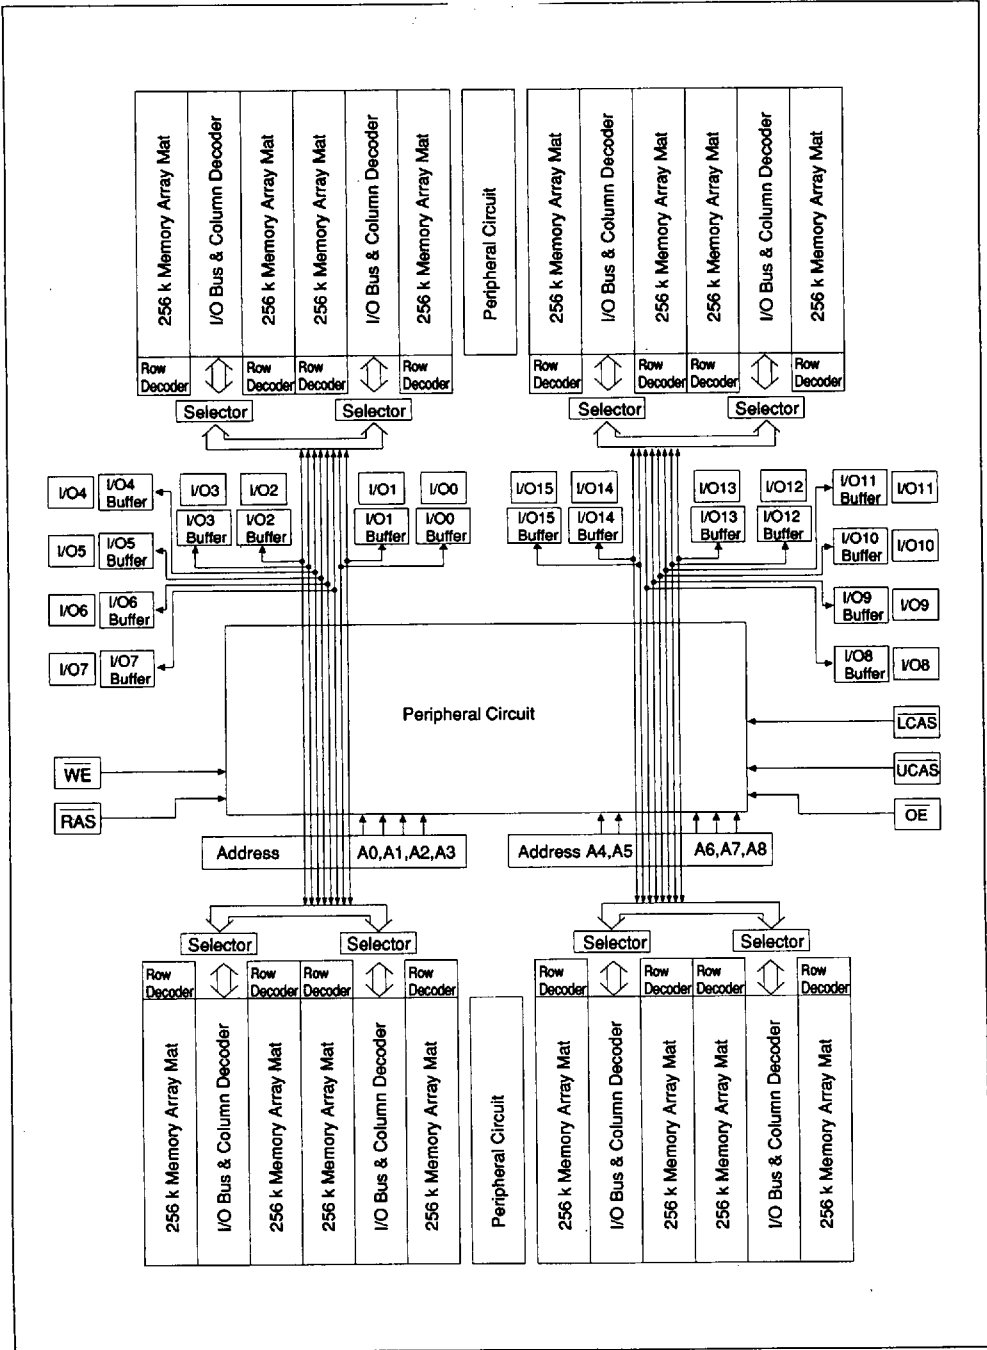 256 k Memory Array Mat
I/O Bus & Column Decoder
256 k Memory Array Mat
256 k Memory Array Mat
I/O Bus & Column Decoder
256 k Memory Array Mat
Peripheral Circuit
256 k Memory Array Mat
I/O Bus & Column Decoder
256 k Memory Array Mat
256 k Memory Array Mat
I/O Bus & Column Decoder
256 k Memory Array Mat
Row Decoder
Row Decoder
Row Decoder
Row Decoder
Row Decoder
Row Decoder
Row Decoder
Row Decoder
Selector
Selector
Selector
Selector
I/O4
I/O4 Buffer
I/O3
I/O2
I/O1
I/O0
I/O15
I/O14
I/O13
I/O12
I/O11 Buffer
I/O11
I/O3 Buffer
I/O2 Buffer
I/O1 Buffer
I/O0 Buffer
I/O15 Buffer
I/O14 Buffer
I/O13 Buffer
I/O12 Buffer
I/O5
I/O5 Buffer
I/O10 Buffer
I/O10
I/O6
I/O6 Buffer
I/O9 Buffer
I/O9
I/O7
I/O7 Buffer
I/O8 Buffer
I/O8
Peripheral Circuit
LCAS
WE
UCAS
RAS
OE
Address A0,A1,A2,A3
Address A4,A5 A6,A7,A8
Selector
Selector
Selector
Selector
Row Decoder
Row Decoder
Row Decoder
Row Decoder
Row Decoder
Row Decoder
Row Decoder
Row Decoder
256 k Memory Array Mat
I/O Bus & Column Decoder
256 k Memory Array Mat
256 k Memory Array Mat
I/O Bus & Column Decoder
256 k Memory Array Mat
Peripheral Circuit
256 k Memory Array Mat
I/O Bus & Column Decoder
256 k Memory Array Mat
256 k Memory Array Mat
I/O Bus & Column Decoder
256 k Memory Array Mat